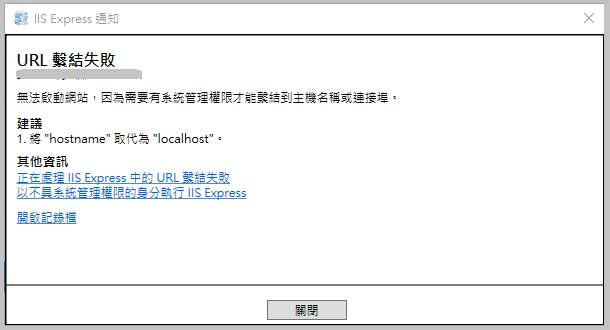 IIS Express 通知
URL 繫結失敗
無法啟動網站，因為需要有系統管理權限才能繫結到主機名稱或連接埠。
建議
1. 將 "hostname" 取代為 "localhost"。
其他資訊
正在處理 IIS Express 中的 URL 繫結失敗
以不具系統管理權限的身分執行 IIS Express
開啟記錄檔
關閉